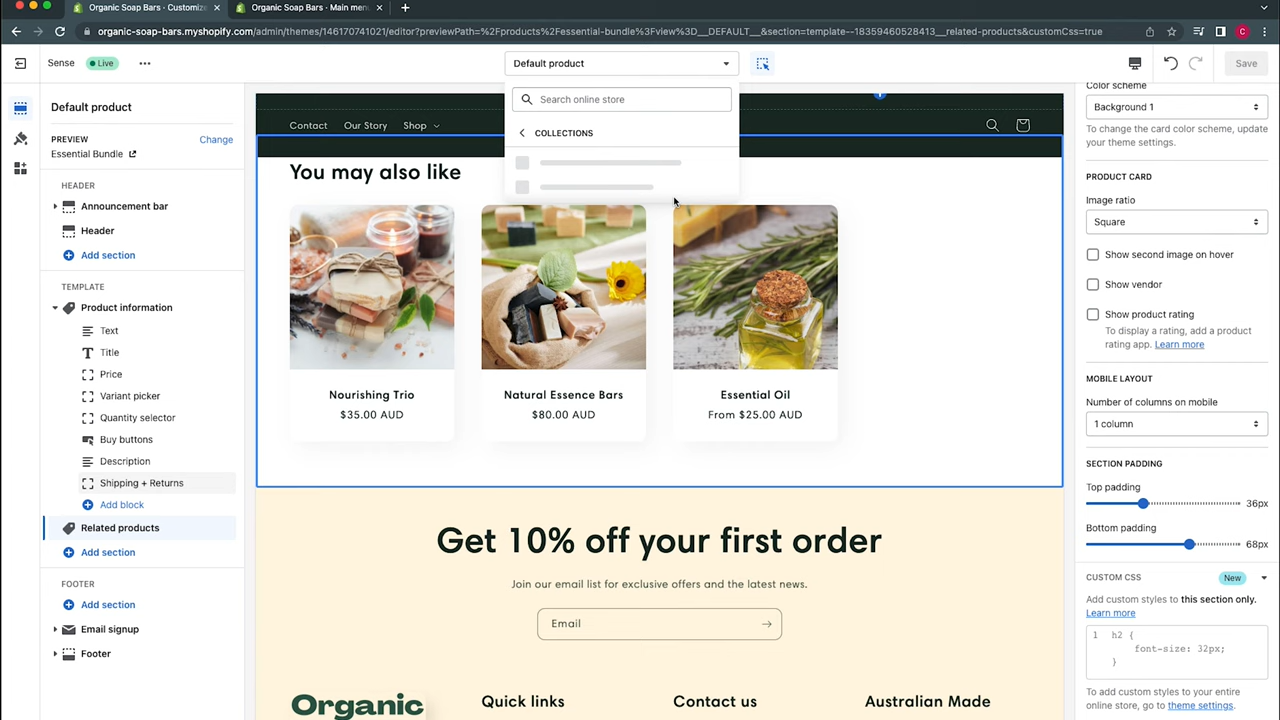 Organic Soap Bars · Customize S
Organic Soap Bars - Main menu
organic-soap-bars.myshopify.com/admin/themes/146170741021/editor?previewPath=%2Fproducts%2Fessential-bundle%3Fview%3D__DEFAULT__&section=template--18359460528413__related-products&customCss=true
C
Sense
Live
Default product
Save
Search online store
COLLECTIONS
Default product
PREVIEW
Essential Bundle
Change
HEADER
Announcement bar
Header
Add section
TEMPLATE
Product information
Text
Title
Price
Variant picker
Quantity selector
Buy buttons
Description
Shipping + Returns
Add block
Related products
Add section
FOOTER
Add section
Email signup
Footer
Contact
Our Story
Shop
You may also like
Nourishing Trio
$35.00 AUD
Natural Essence Bars
$80.00 AUD
Essential Oil
From $25.00 AUD
Get 10% off your first order
Join our email list for exclusive offers and the latest news.
Email
Organic
Quick links
Contact us
Australian Made
Color scheme
Background 1
To change the card color scheme, update
your theme settings.
PRODUCT CARD
Image ratio
Square
Show second image on hover
Show vendor
Show product rating
To display a rating, add a product
rating app. Learn more
MOBILE LAYOUT
Number of columns on mobile
1 column
SECTION PADDING
Top padding
36px
Bottom padding
68px
CUSTOM CSS
New
Add custom styles to this section only.
Learn more
1 h2 {
font-size: 32px;
}
To add custom styles to your entire
online store, go to theme settings.